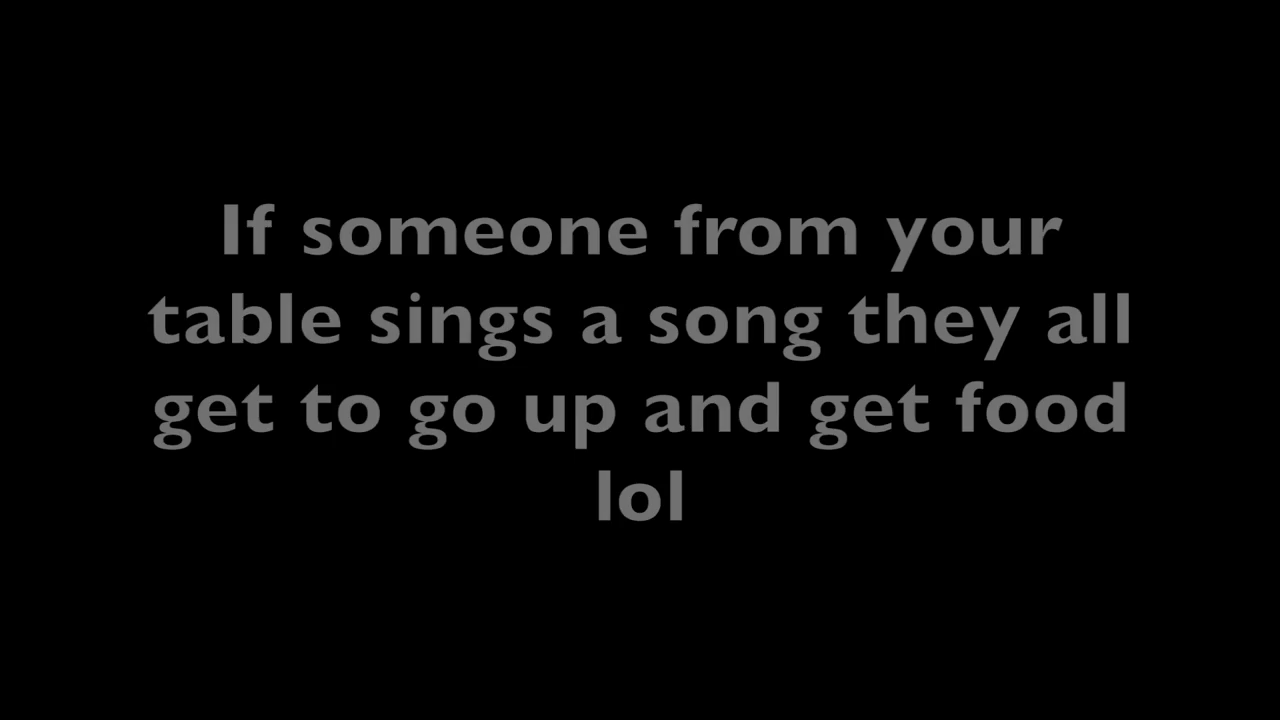 If someone from your
table sings a song they all
get to go up and get food
lol